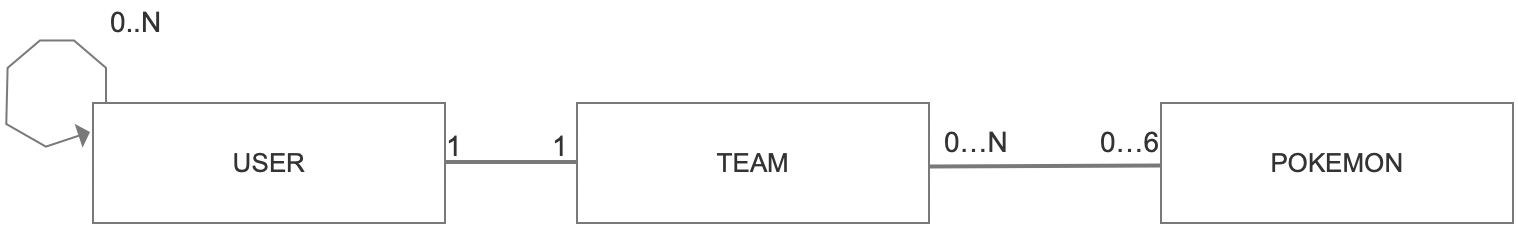 0..N
USER
1
1
TEAM
0...N
0...6
POKEMON